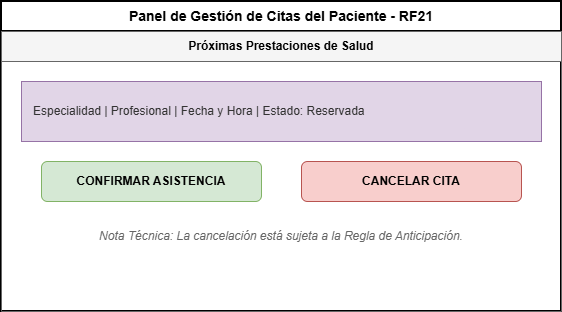 Panel de Gestión de Citas del Paciente - RF21
Próximas Prestaciones de Salud
Especialidad | Profesional | Fecha y Hora | Estado: Reservada
CONFIRMAR ASISTENCIA
CANCELAR CITA
Nota Técnica: La cancelación está sujeta a la Regla de Anticipación.